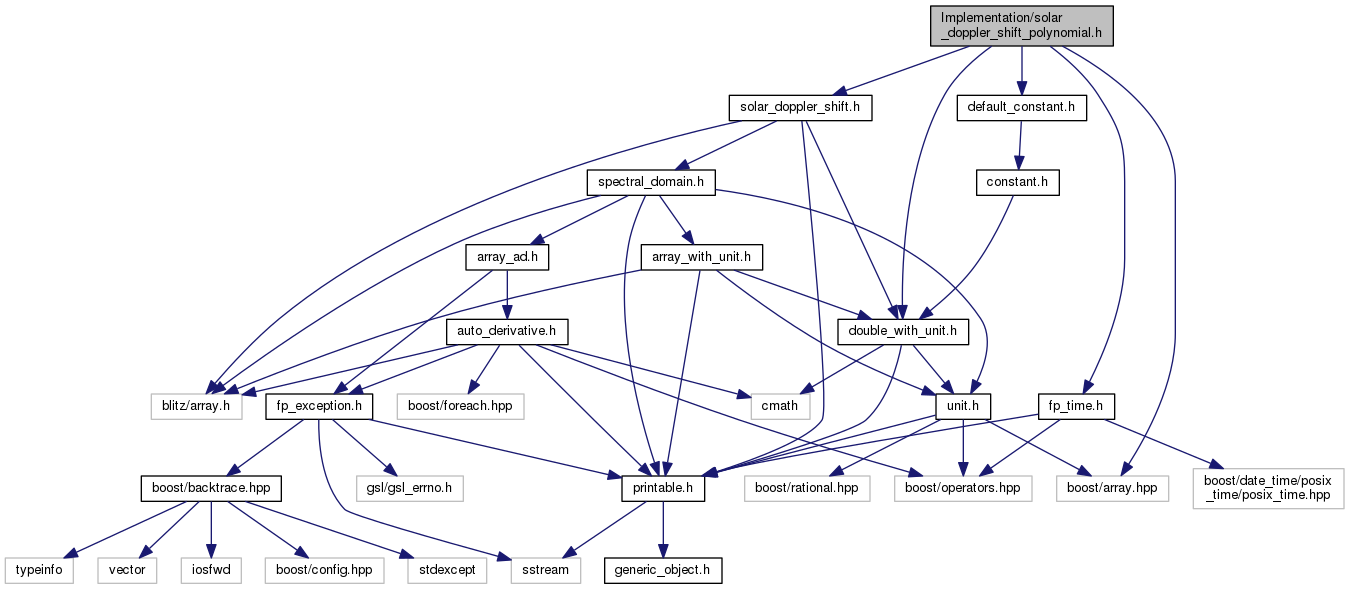 Implementation/solar
_doppler_shift_polynomial.h
solar_doppler_shift.h
default_constant.h
spectral_domain.h
constant.h
array_ad.h
array_with_unit.h
auto_derivative.h
double_with_unit.h
blitz/array.h
fp_exception.h
boost/foreach.hpp
cmath
unit.h
fp_time.h
boost/backtrace.hpp
gsl/gsl_errno.h
printable.h
boost/rational.hpp
boost/operators.hpp
boost/array.hpp
boost/date_time/posix
_time/posix_time.hpp
typeinfo
vector
iosfwd
boost/config.hpp
stdexcept
sstream
generic_object.h